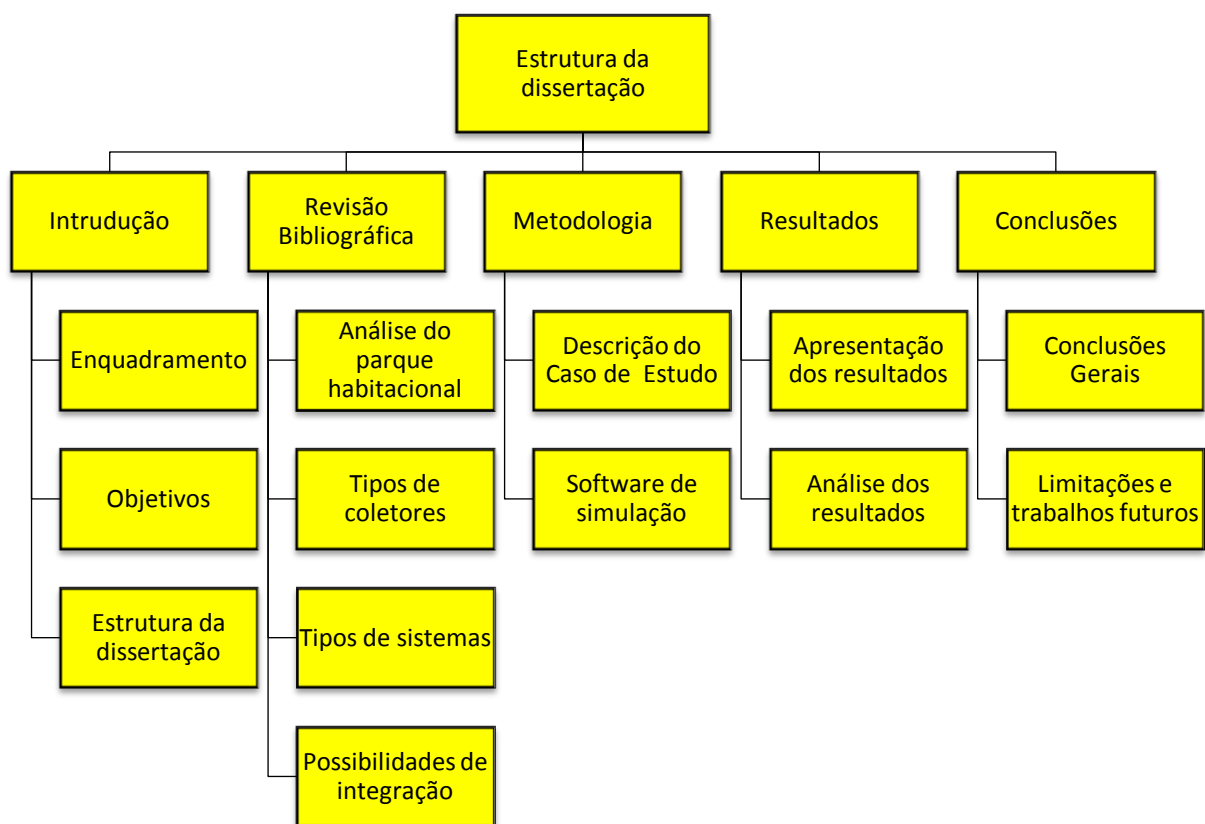 Estrutura da
dissertação
Intrudução
Revisão
Bibliográfica
Metodologia
Resultados
Conclusões
Enquadramento
Análise do
parque
habitacional
Descrição do
Caso de Estudo
Apresentação
dos resultados
Conclusões
Gerais
Objetivos
Tipos de
coletores
Software de
simulação
Análise dos
resultados
Limitações e
trabalhos futuros
Estrutura da
dissertação
Tipos de sistemas
Possibilidades de
integração